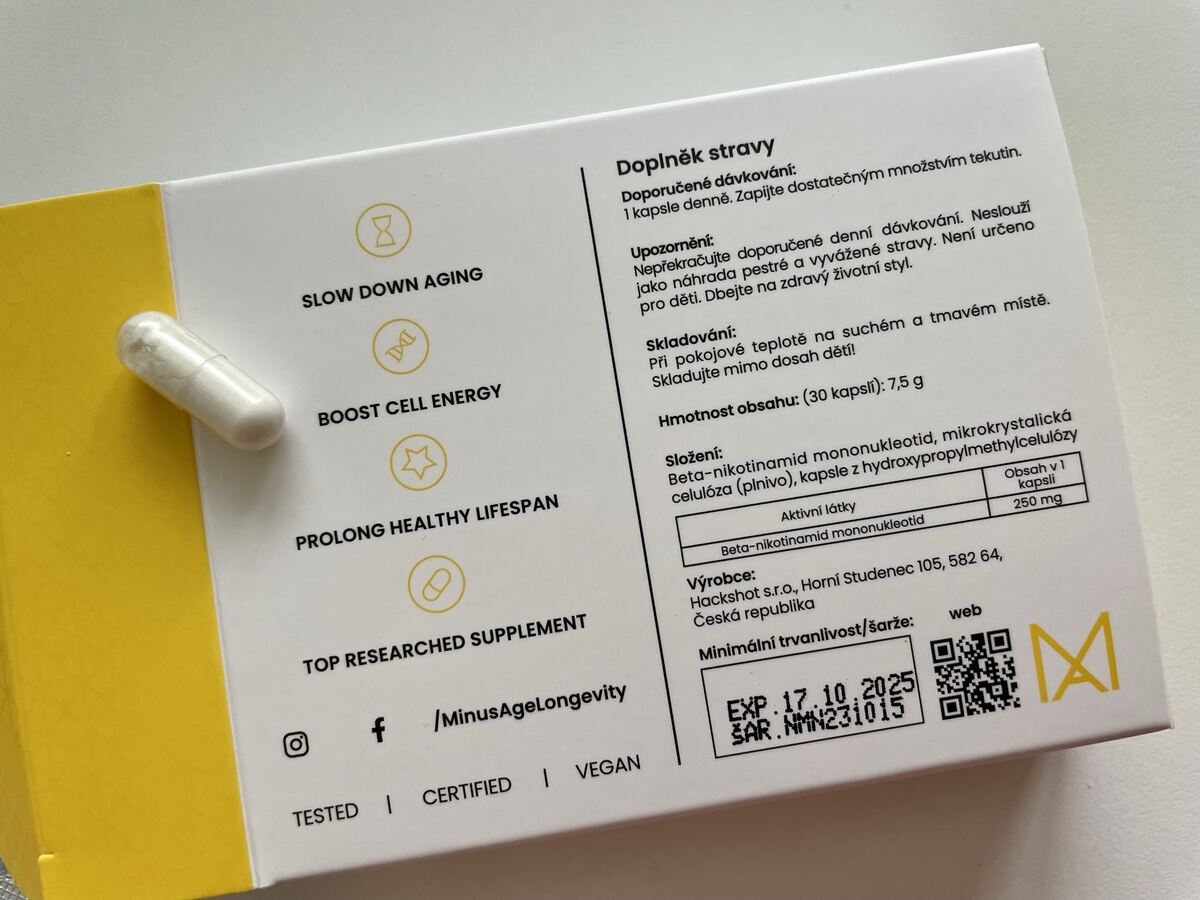 SLOW DOWN AGING
BOOST CELL ENERGY
PROLONG HEALTHY LIFESPAN
TOP RESEARCHED SUPPLEMENT
/MinusAgeLongevity
TESTED | CERTIFIED | VEGAN
Doplněk stravy
Doporučené dávkování:
1 kapsle denně. Zapijte dostatečným množstvím tekutin.
Upozornění:
Nepřekračujte doporučené denní dávkování. Neslouží
jako náhrada pestré a vyvážené stravy. Není určeno
pro děti. Dbejte na zdravý životní styl.
Skladování:
Při pokojové teplotě na suchém a tmavém místě.
Skladujte mimo dosah dětí!
Hmotnost obsahu: (30 kapslí): 7,5 g
Složení:
Beta-nikotinamid mononukleotid, mikrokrystalická
celulóza (plnivo), kapsle z hydroxypropylmethylcelulózy
Aktivní látky
Obsah v 1
kapsli
Beta-nikotinamid mononukleotid
250 mg
Výrobce:
Hackshot s.r.o., Horní Studenec 105, 582 64,
Česká republika
Minimální trvanlivost/šarže:
EXP.17.10.2025
ŠAR.NMN231015
web